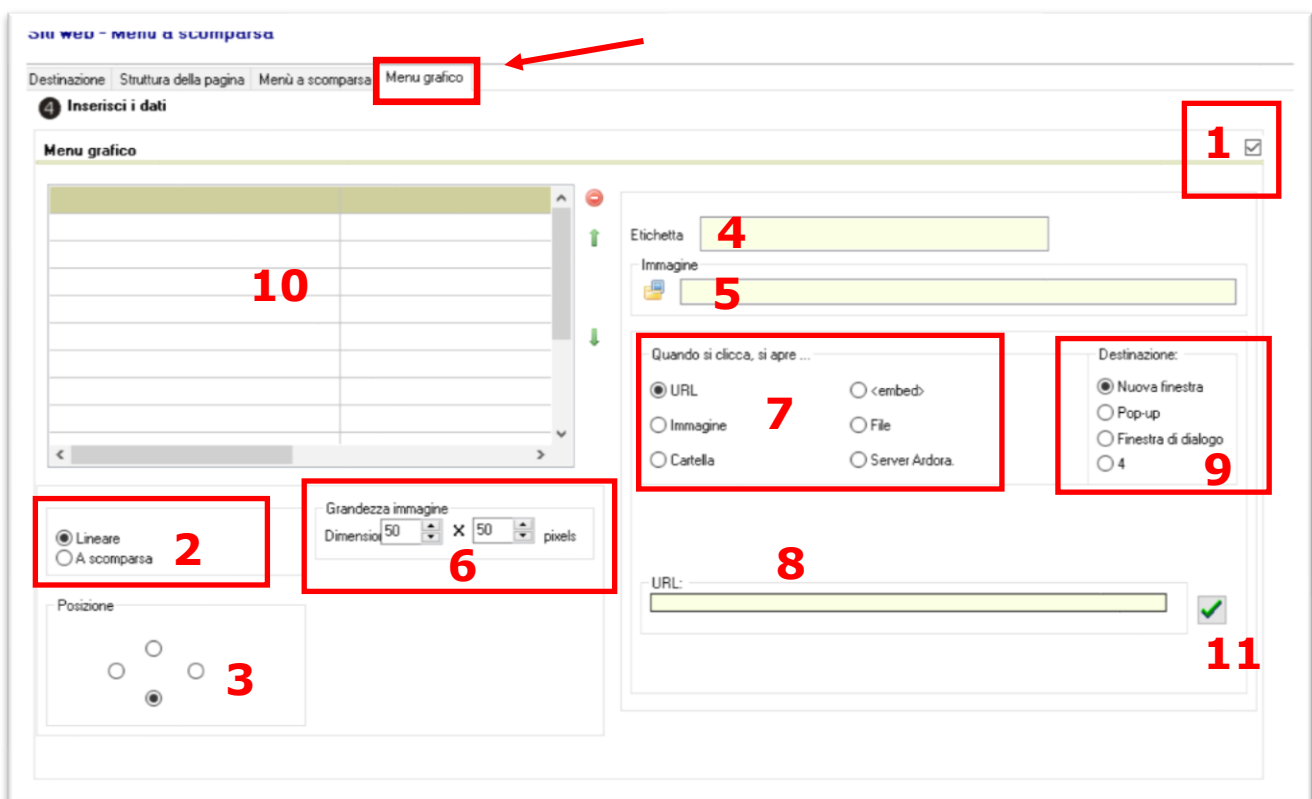 Siti web - Menù a scomparsa
Destinazione Struttura della pagina Menù a scomparsa Menu grafico
4 Inserisci i dati
Menu grafico
1
Etichetta
4
Immagine
5
10
Quando si clicca, si apre ...
URL
<embed>
Immagine
File
Cartella
Server Ardora.
7
Destinazione:
Nuova finestra
Pop-up
Finestra di dialogo
4
9
Lineare
A scomparsa
2
Grandezza immagine
Dimension 50 X 50 pixels
6
Posizione
3
8
URL:
11